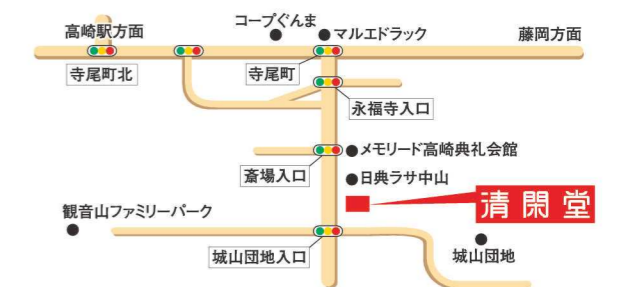 コープぐんま
高崎駅方面
マルエドラック
藤岡方面
寺尾町北
寺尾町
永福寺入口
メモリード高崎典礼会館
斎場入口
日典ラサ中山
清閑堂
観音山ファミリーパーク
城山団地入口
城山団地